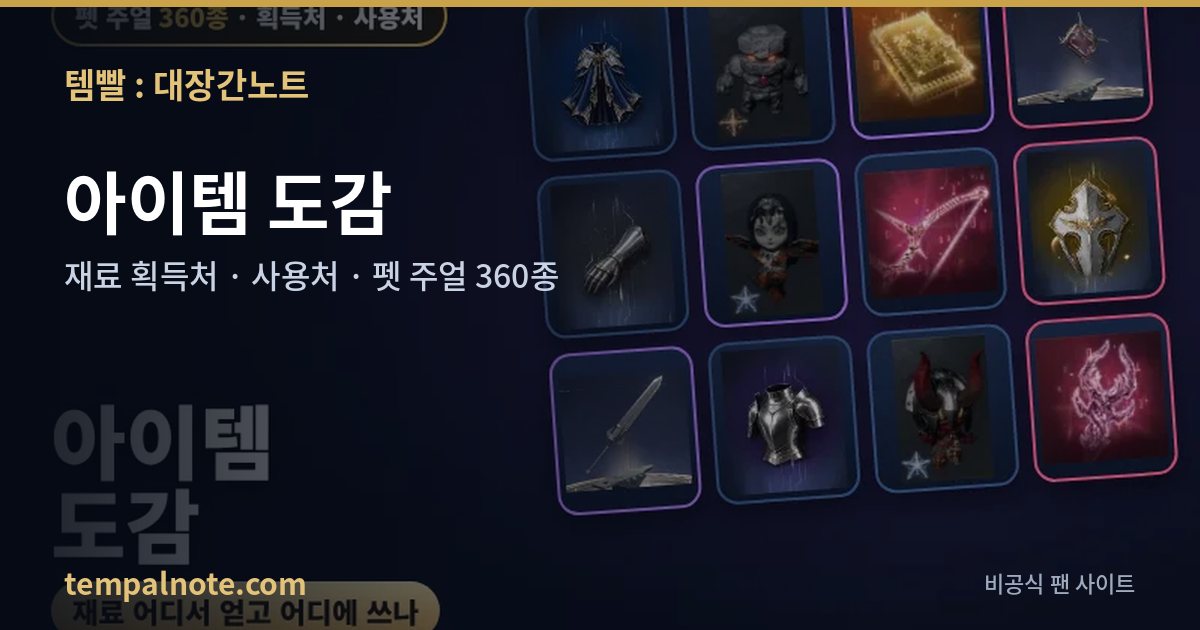 펫 주얼 360종 · 획득처 · 사용처
템빨 : 대장간노트
아이템 도감
재료 획득처 · 사용처 · 펫 주얼 360종
아이템
도감
tempalnote.com
재료 어디서 얻고 어디에 쓰나
비공식 팬 사이트